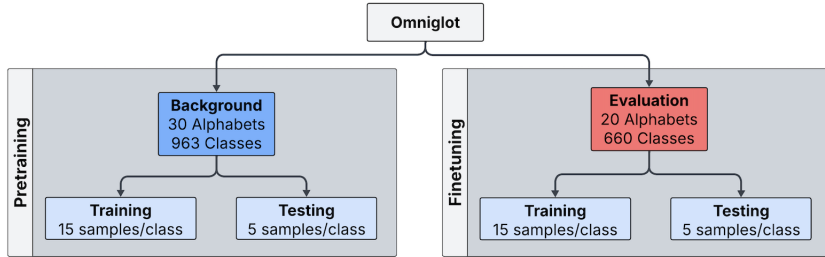 Omniglot
Pretraining
Background
30 Alphabets
963 Classes
Training
15 samples/class
Testing
5 samples/class
Finetuning
Evaluation
20 Alphabets
660 Classes
Training
15 samples/class
Testing
5 samples/class